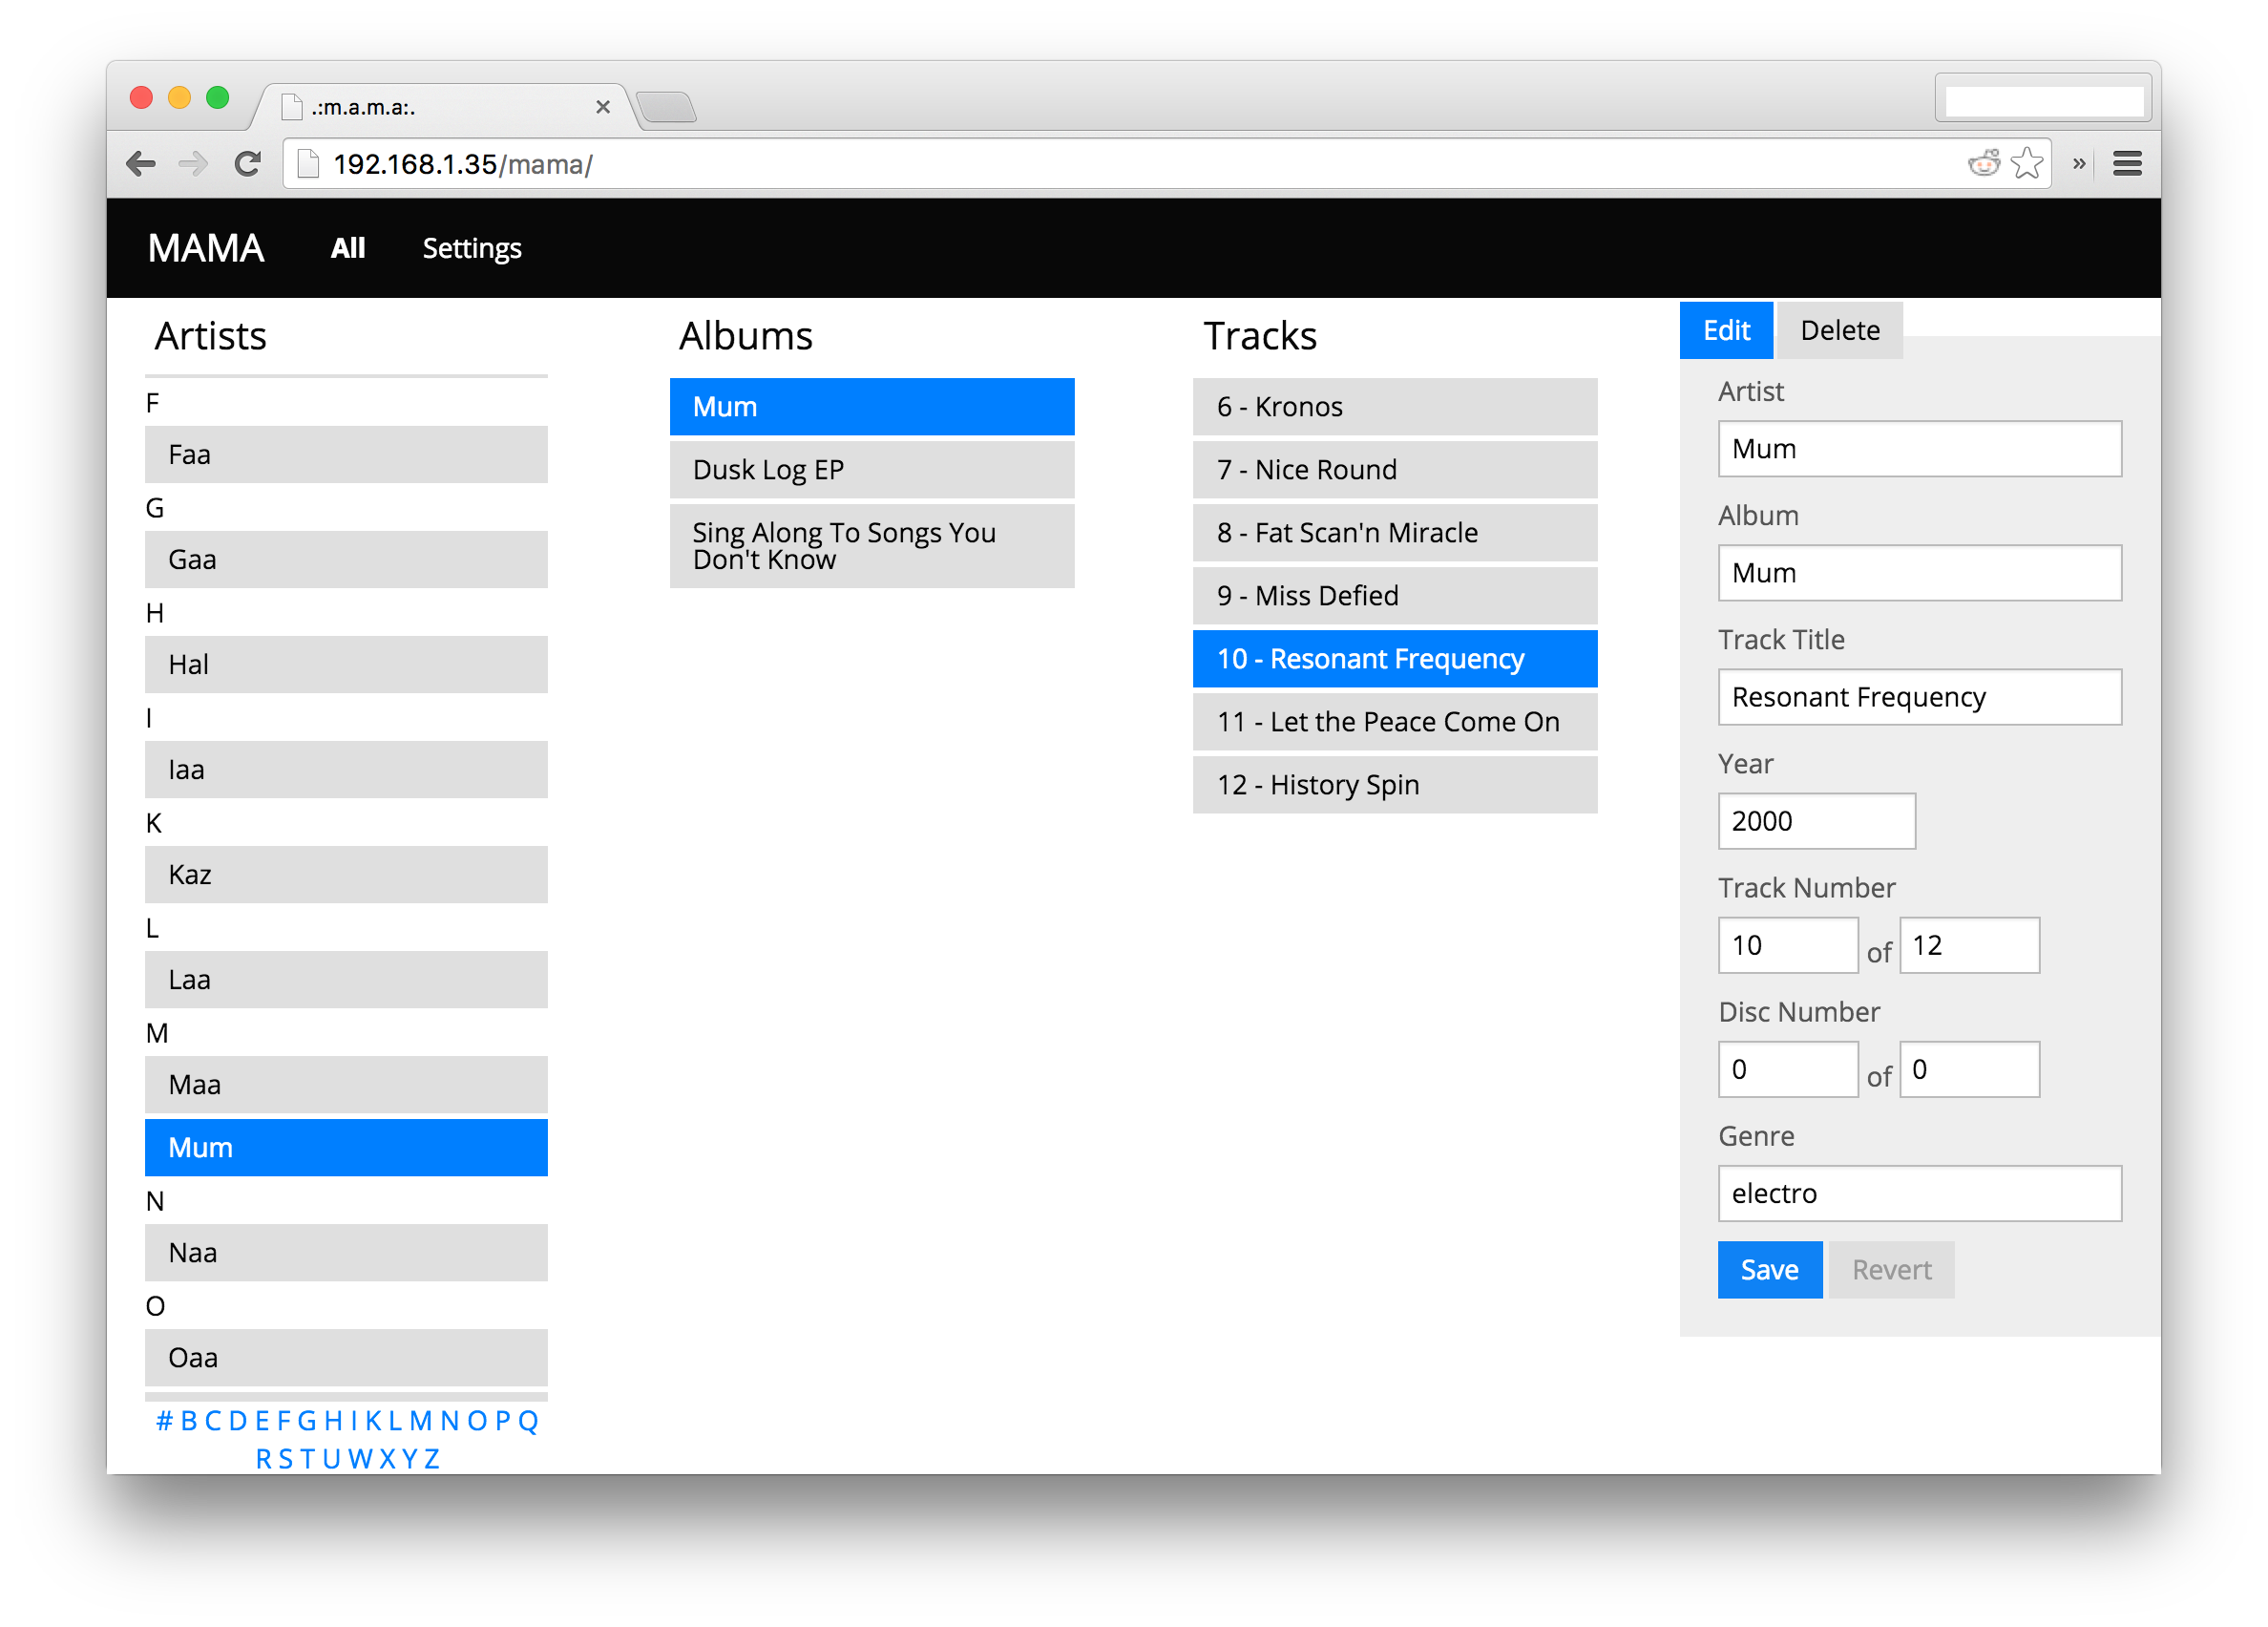 .:m.a.m.a:.
192.168.1.35/mama/
MAMA
All
Settings
Artists
F
Faa
G
Gaa
H
Hal
I
Iaa
K
Kaz
L
Laa
M
Maa
Mum
N
Naa
O
Oaa
# B C D E F G H I K L M N O P Q
R S T U W X Y Z
Albums
Mum
Dusk Log EP
Sing Along To Songs You
Don't Know
Tracks
6 - Kronos
7 - Nice Round
8 - Fat Scan'n Miracle
9 - Miss Defied
10 - Resonant Frequency
11 - Let the Peace Come On
12 - History Spin
Edit
Delete
Artist
Mum
Album
Mum
Track Title
Resonant Frequency
Year
2000
Track Number
10 of 12
Disc Number
0 of 0
Genre
electro
Save
Revert